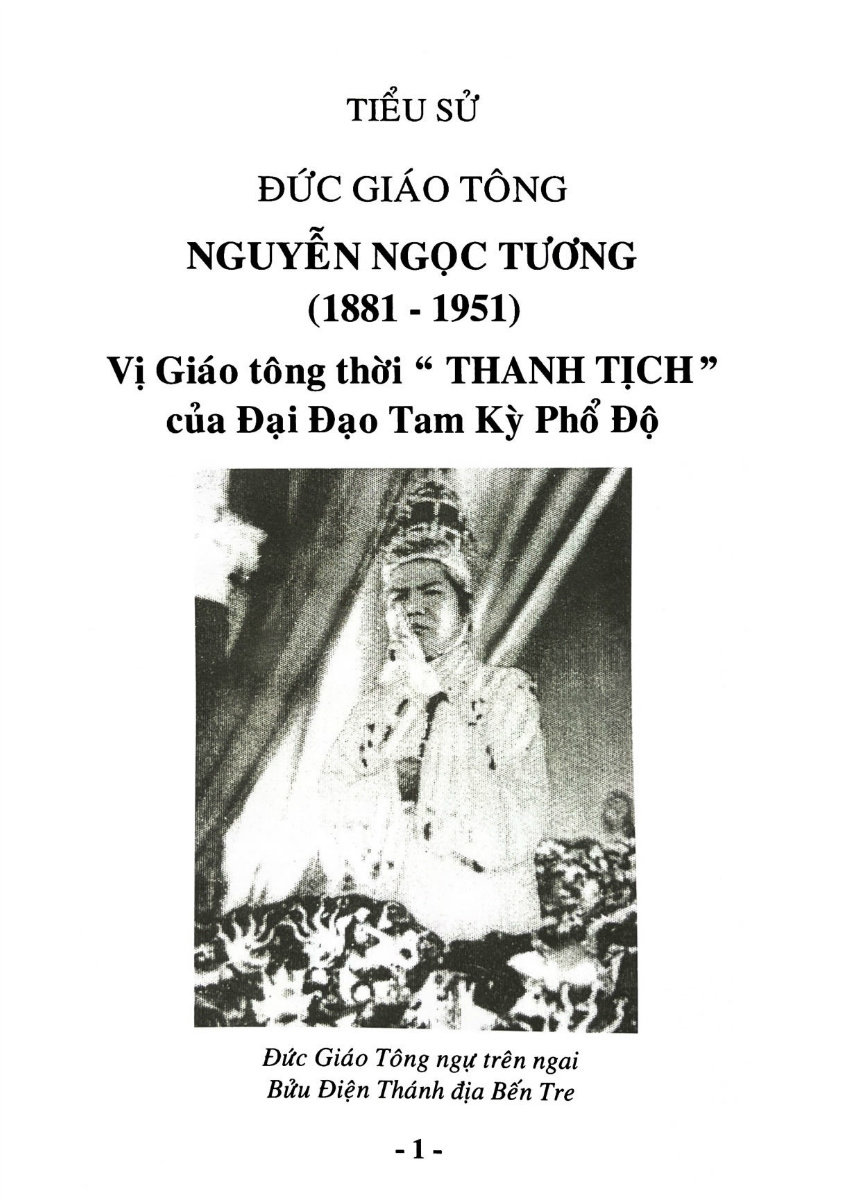 TIỂU SỬ
ĐỨC GIÁO TÔNG
NGUYỄN NGỌC TƯƠNG
(1881 - 1951)
Vị Giáo tông thời “ THANH TỊCH ”
của Đại Đạo Tam Kỳ Phổ Độ
Đức Giáo Tông ngự trên ngai
Bửu Điện Thánh địa Bến Tre
- 1 -